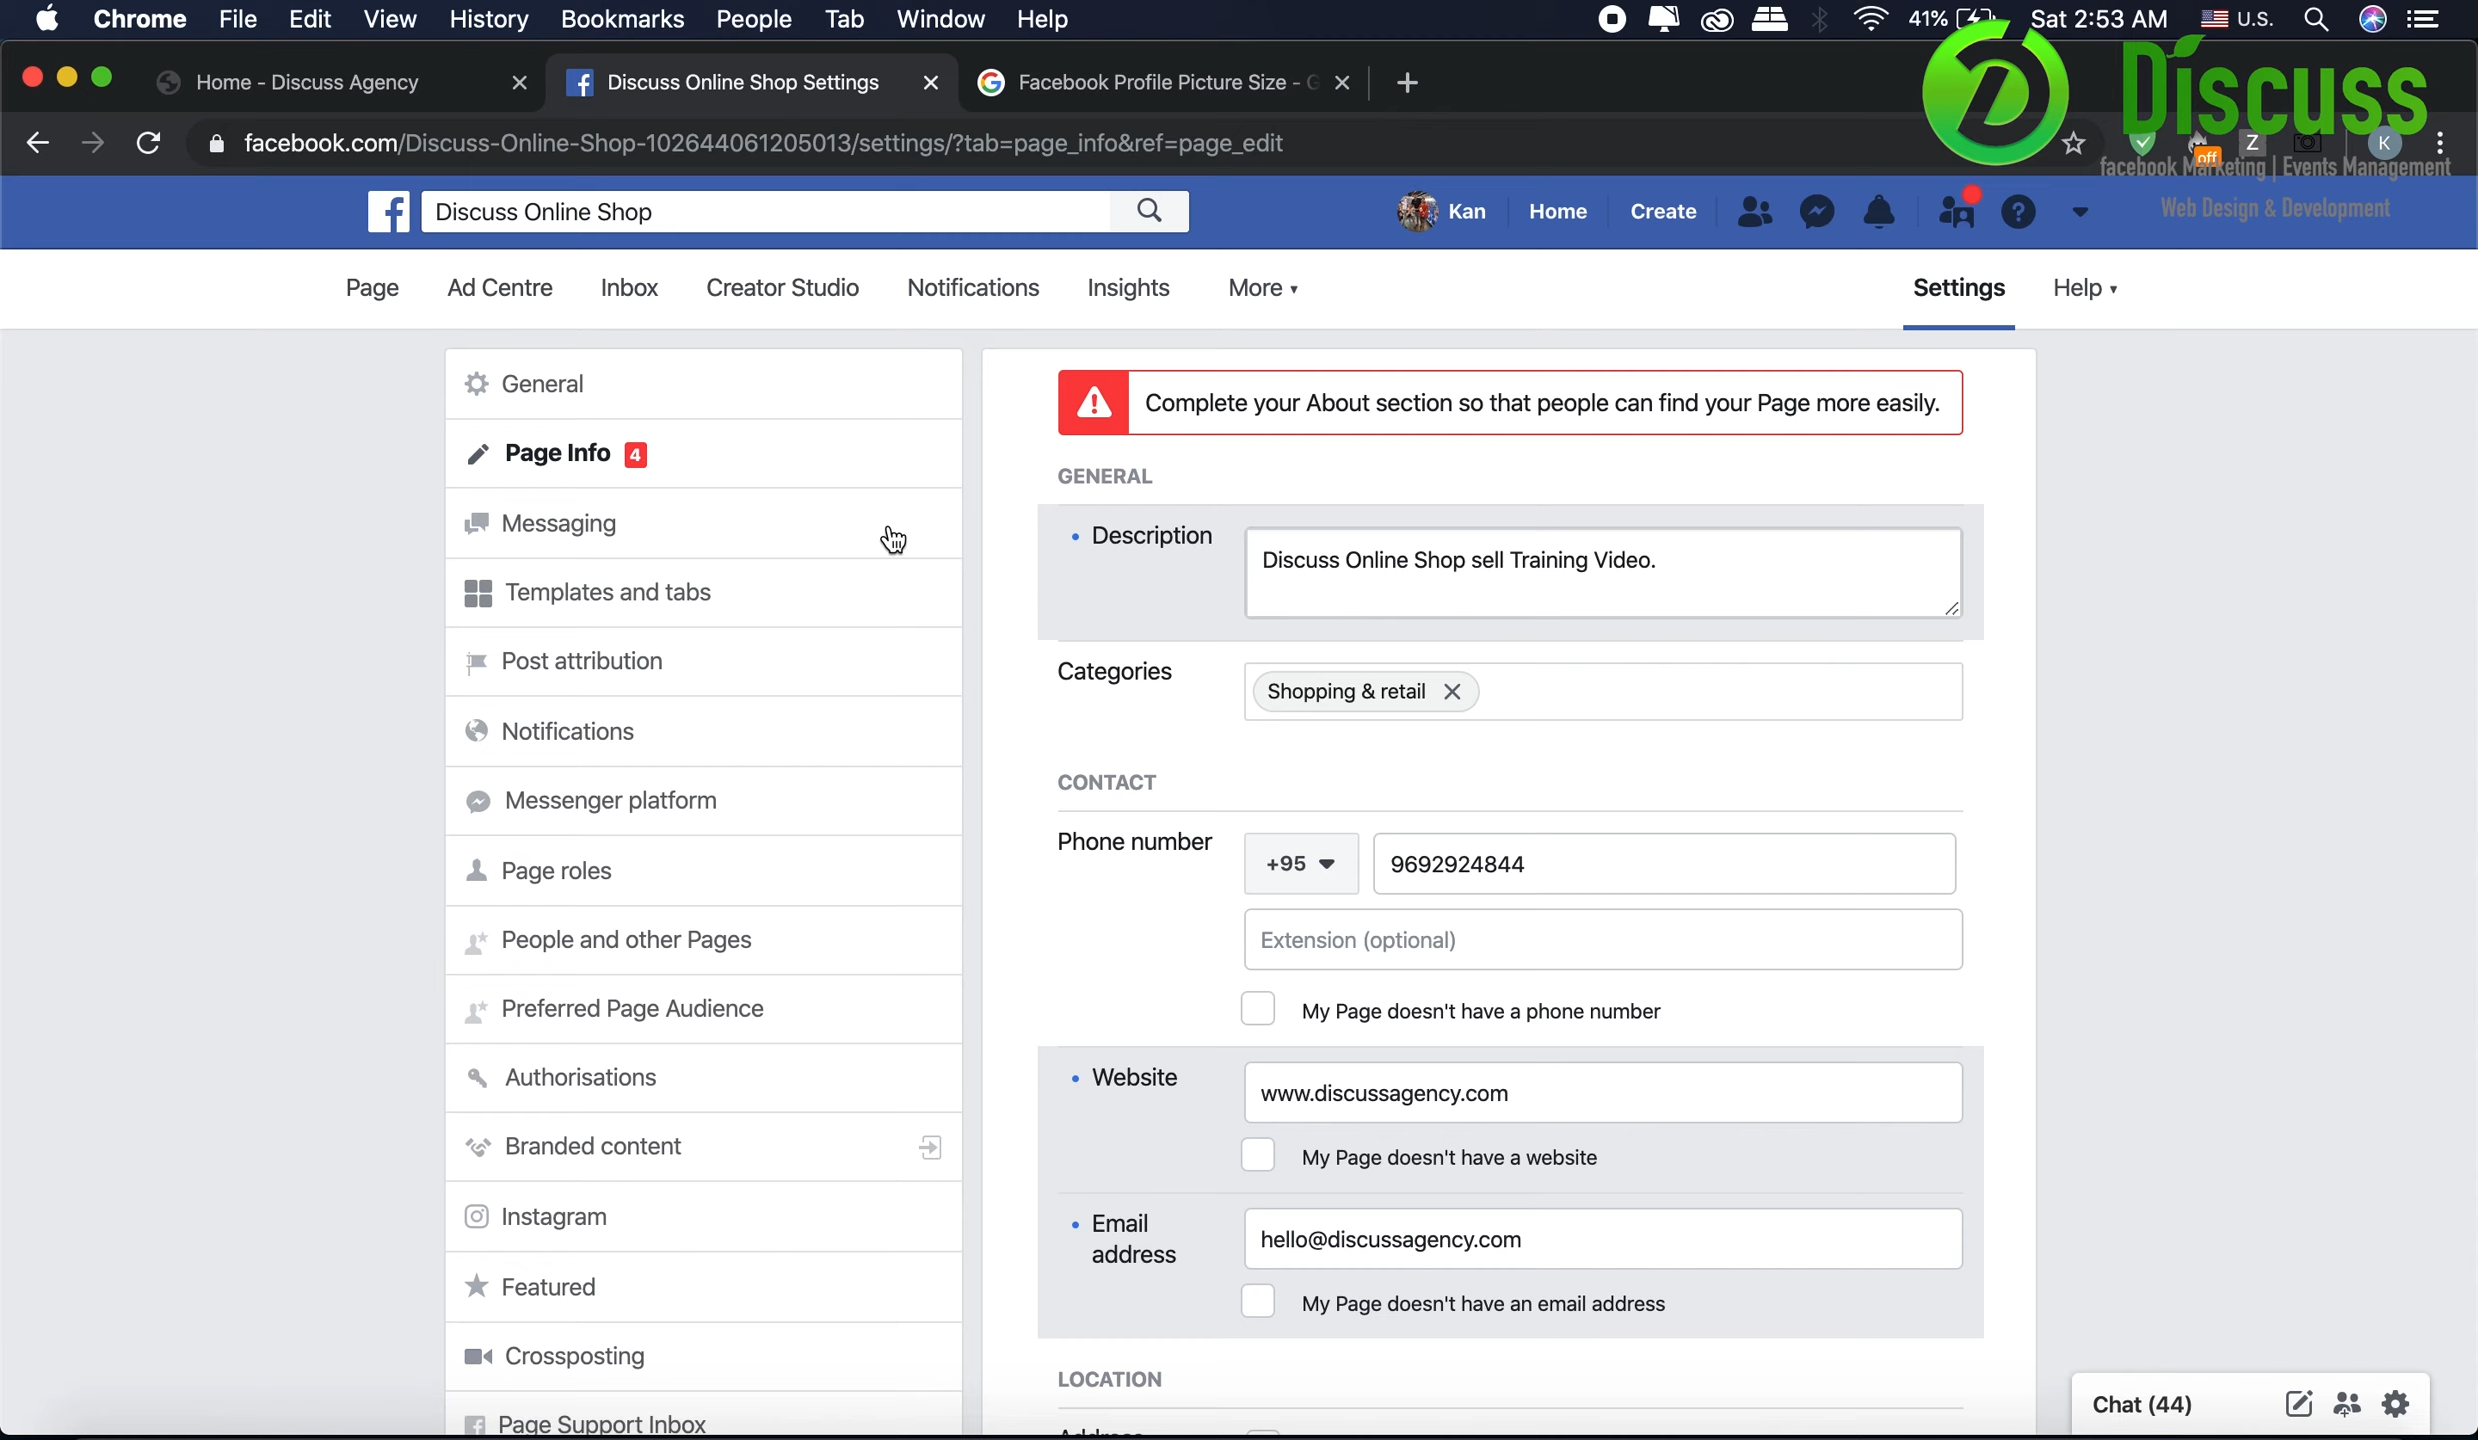 Chrome File Edit View History Bookmarks People Tab Window Help 41% Sat 2:53 AM U.S.
Home - Discuss Agency Discuss Online Shop Settings Facebook Profile Picture Size - G
Discuss
facebook.com/Discuss-Online-Shop-102644061205013/settings/?tab=page_info&ref=page_edit off Z K
facebook Marketing | Events Management
Discuss Online Shop Kan Home Create ?
Web Design & Development
Page Ad Centre Inbox Creator Studio Notifications Insights More Settings Help
General
Page Info 4
Messaging
Templates and tabs
Post attribution
Notifications
Messenger platform
Page roles
People and other Pages
Preferred Page Audience
Authorisations
Branded content
Instagram
Featured
Crossposting
Page Support Inbox
Complete your About section so that people can find your Page more easily.
GENERAL
• Description Discuss Online Shop sell Training Video.
Categories Shopping & retail
CONTACT
Phone number +95 9692924844
Extension (optional)
My Page doesn't have a phone number
• Website www.discussagency.com
My Page doesn't have a website
• Email address hello@discussagency.com
My Page doesn't have an email address
LOCATION
Chat (44)